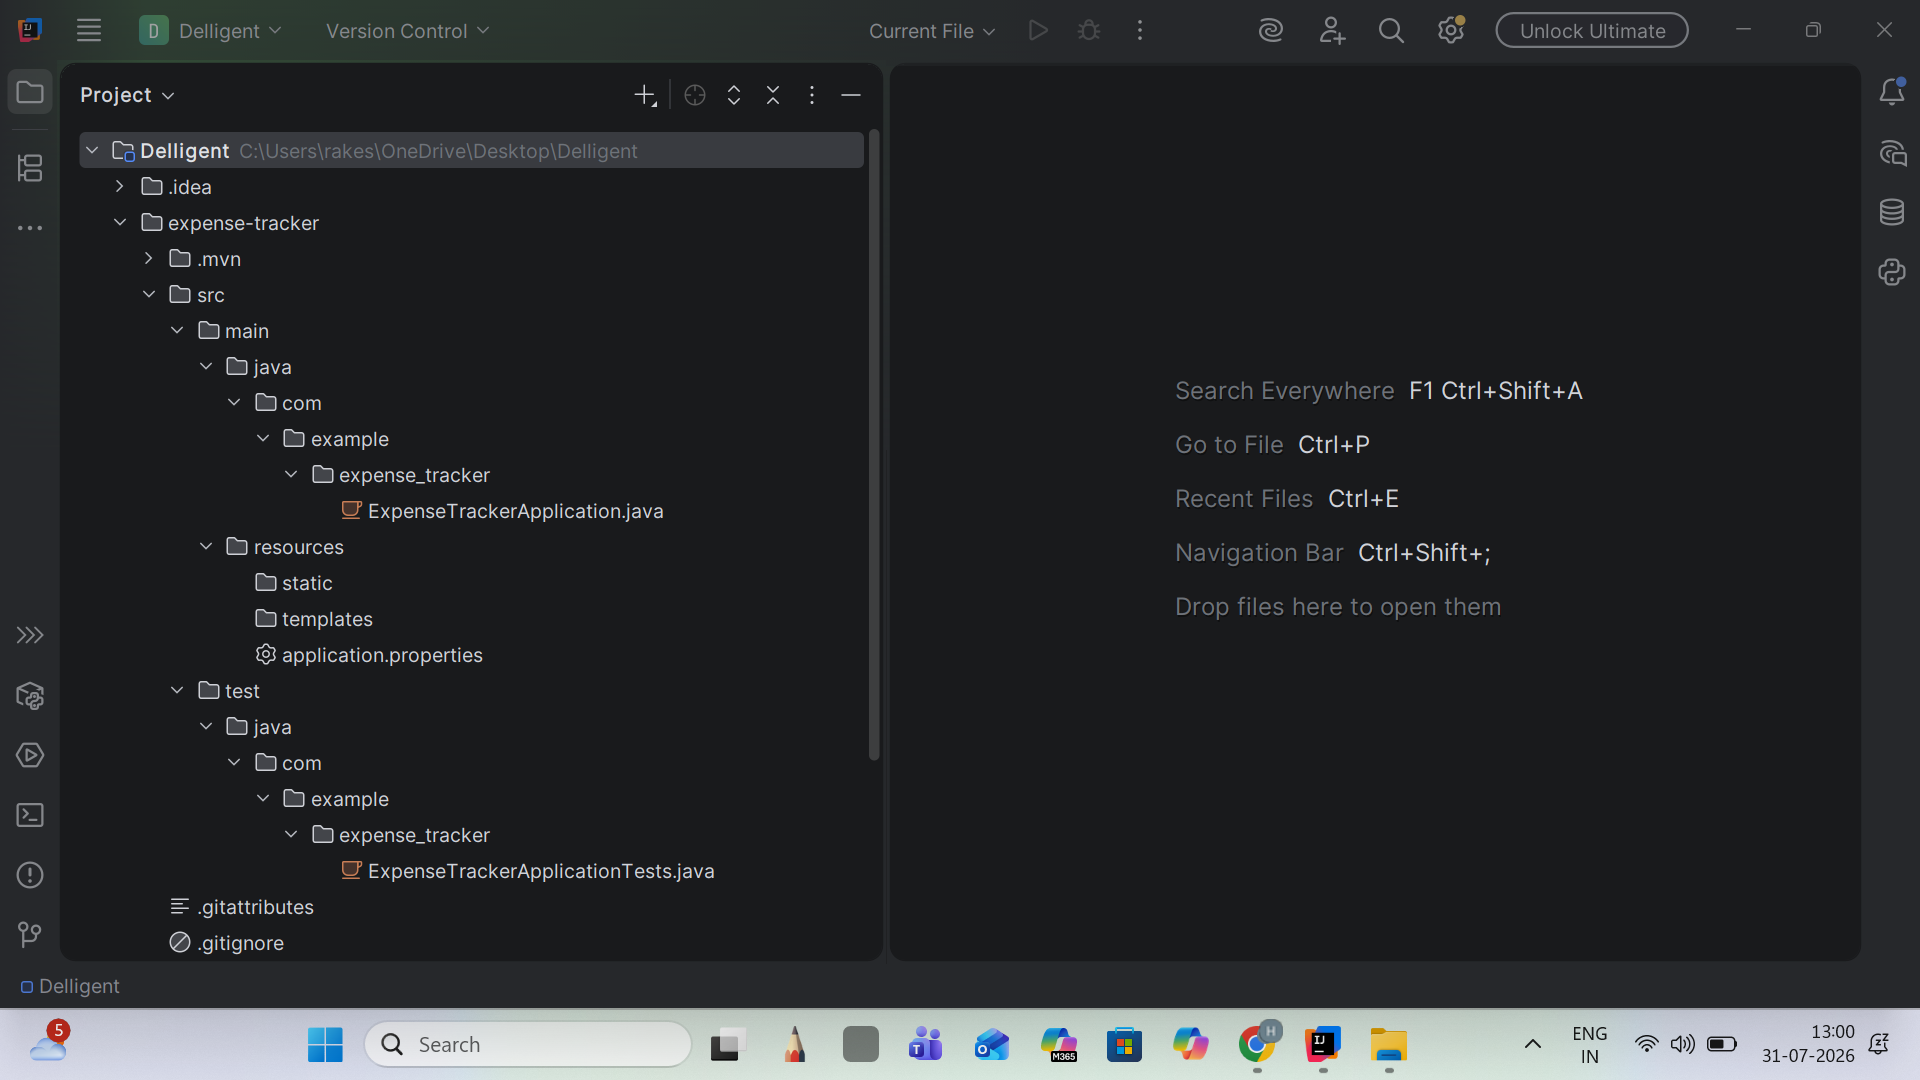 D Delligent Version Control Current File Unlock Ultimate
Project
Delligent C:\Users\rakes\OneDrive\Desktop\Delligent
.idea
expense-tracker
.mvn
src
main
java
com
example
expense_tracker
ExpenseTrackerApplication.java
resources
static
templates
application.properties
test
java
com
example
expense_tracker
ExpenseTrackerApplicationTests.java
.gitattributes
.gitignore
Search Everywhere F1 Ctrl+Shift+A
Go to File Ctrl+P
Recent Files Ctrl+E
Navigation Bar Ctrl+Shift+;
Drop files here to open them
Delligent
5
Search
T
O
M365
H
IJ
ENG
IN
13:00
31-07-2026